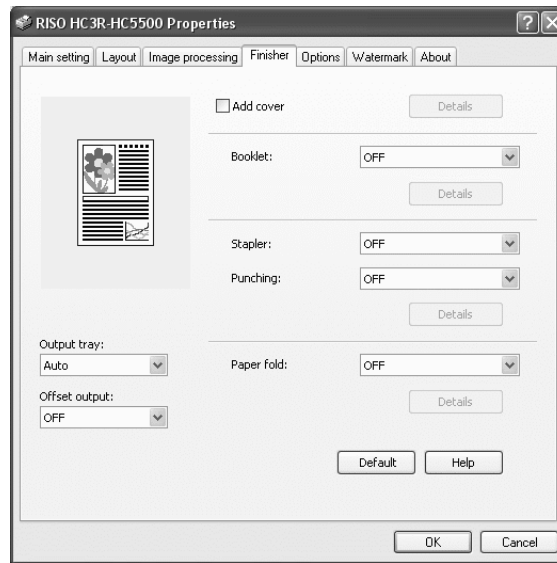 RISO HC3R-HC5500 Properties
Main setting Layout Image processing Finisher Options Watermark About
Add cover Details
Booklet: OFF
Details
Stapler: OFF
Punching: OFF
Details
Output tray:
Auto
Paper fold: OFF
Offset output:
OFF
Details
Default Help
OK Cancel